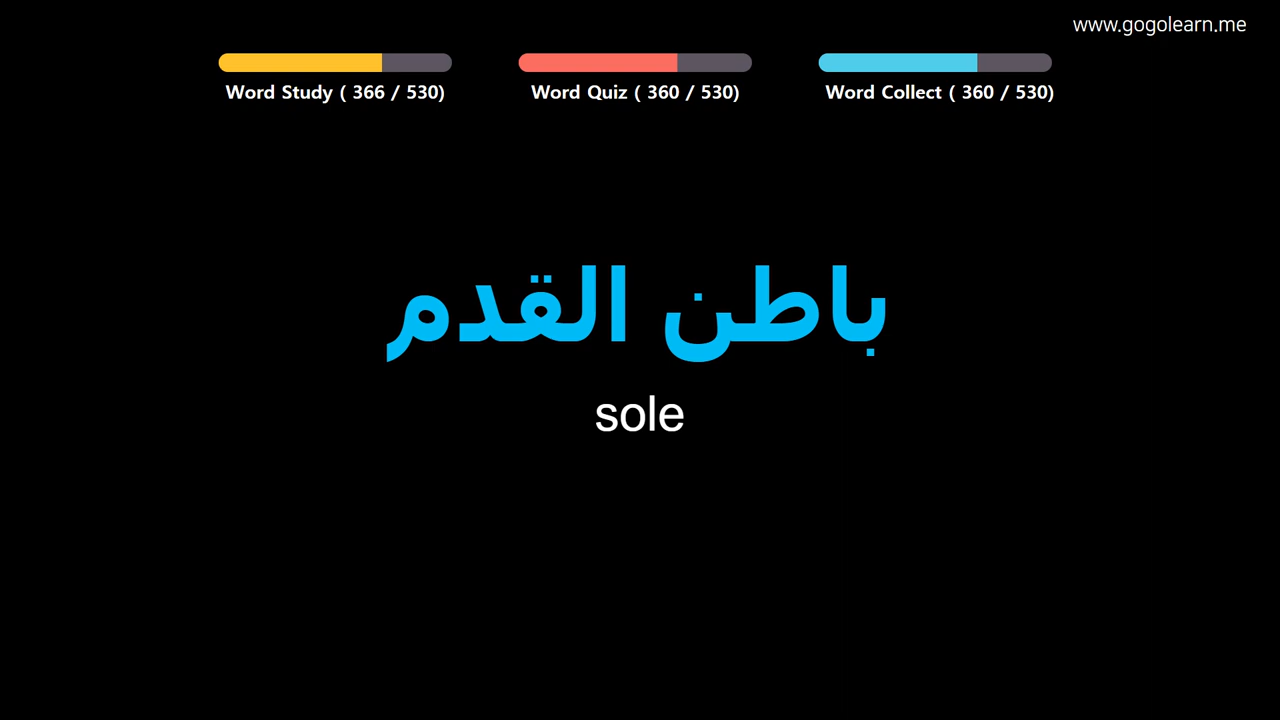 www.gogolearn.me
Word Study ( 366 / 530)
Word Quiz ( 360 / 530)
Word Collect ( 360 / 530)
باطن القدم
sole